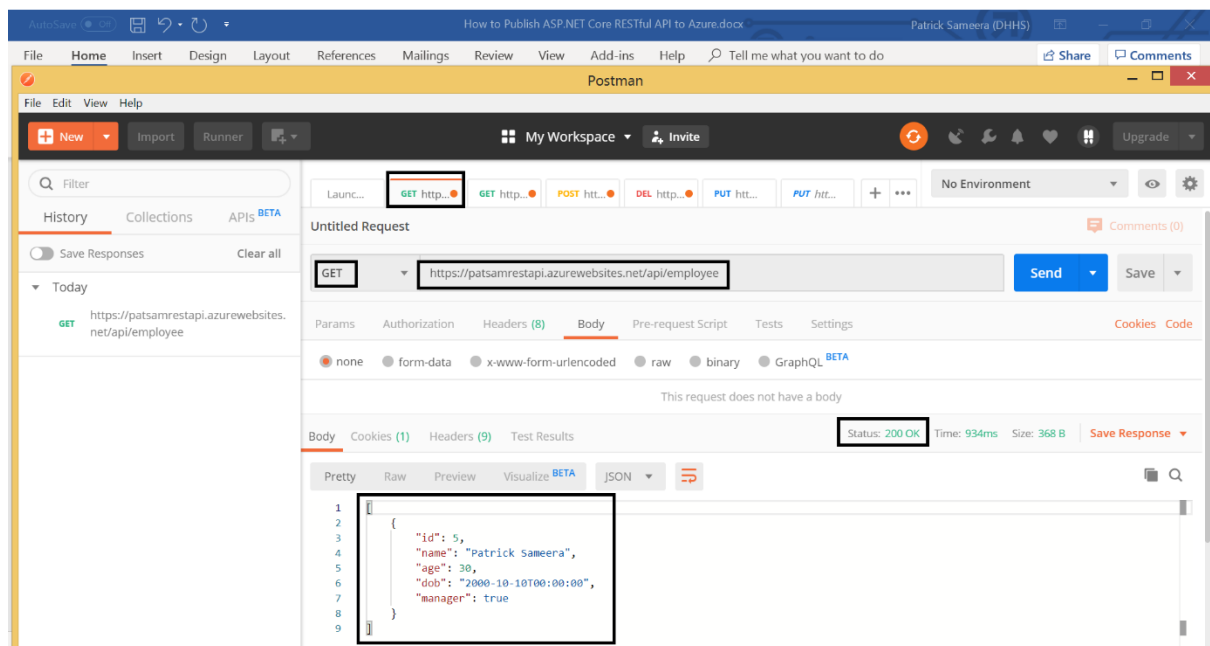 AutoSave Off How to Publish ASP.NET Core RESTful API to Azure.docx Patrick Sameera (DHHS)
File Home Insert Design Layout References Mailings Review View Add-ins Help Tell me what you want to do Share Comments
Postman
File Edit View Help
New Import Runner My Workspace Invite Upgrade
Filter
Launc... GET http... GET http... POST htt... DEL http... PUT htt... PUT htt... + ••• No Environment
History Collections APIs BETA
Untitled Request Comments (0)
Save Responses Clear all
GET https://patsamrestapi.azurewebsites.net/api/employee Send Save
Today
GET https://patsamrestapi.azurewebsites.
net/api/employee
Params Authorization Headers (8) Body Pre-request Script Tests Settings Cookies Code
none form-data x-www-form-urlencoded raw binary GraphQL BETA
This request does not have a body
Body Cookies (1) Headers (9) Test Results Status: 200 OK Time: 934ms Size: 368 B Save Response
Pretty Raw Preview Visualize BETA JSON
1 [
2 {
3 "id": 5,
4 "name": "Patrick Sameera",
5 "age": 30,
6 "dob": "2000-10-10T00:00:00",
7 "manager": true
8 }
9 ]